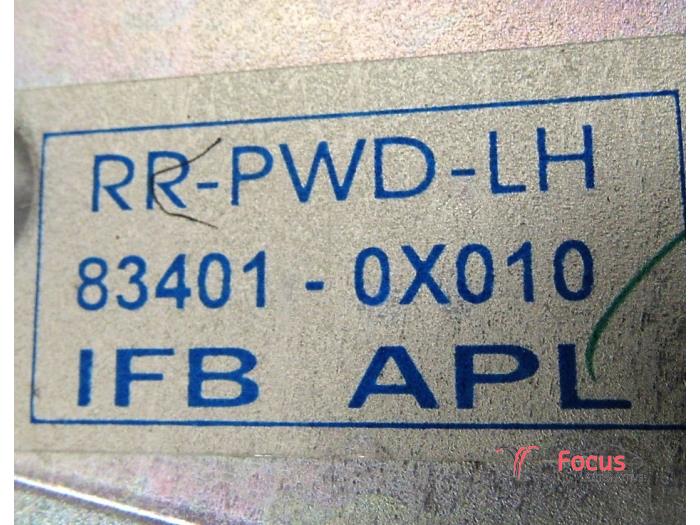 RR-PWD-LH
83401 - 0X010
IFB APL
Focus